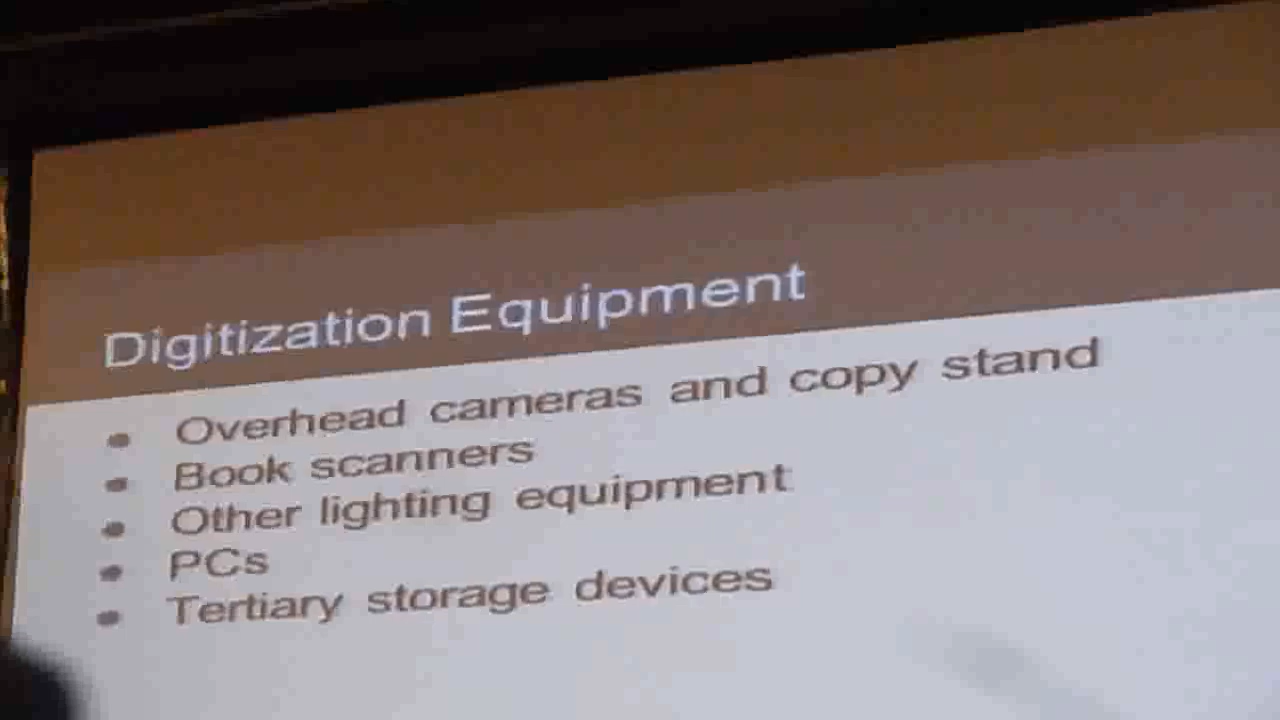 Digitization Equipment
• Overhead cameras and copy stand
• Book scanners
• Other lighting equipment
• PCs
• Tertiary storage devices